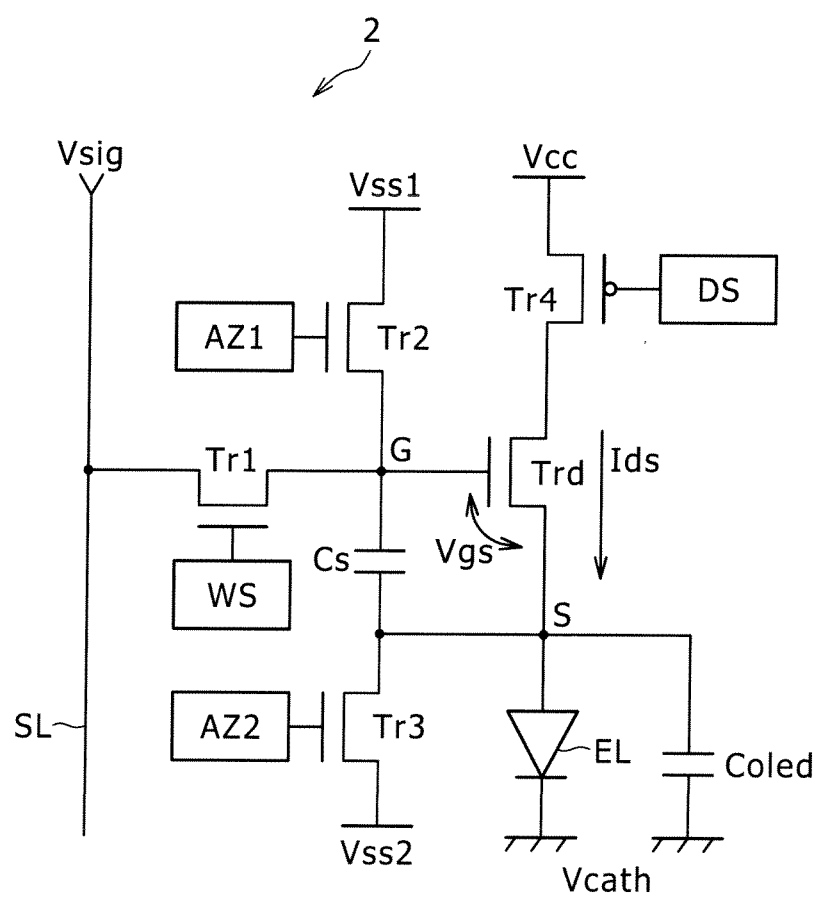 2
Vsig
Vcc
Vss1
Tr4
DS
AZ1
Tr2
G
Tr1
Trd
Ids
Vgs
Cs
WS
S
SL
AZ2
Tr3
EL
Coled
Vss2
Vcath